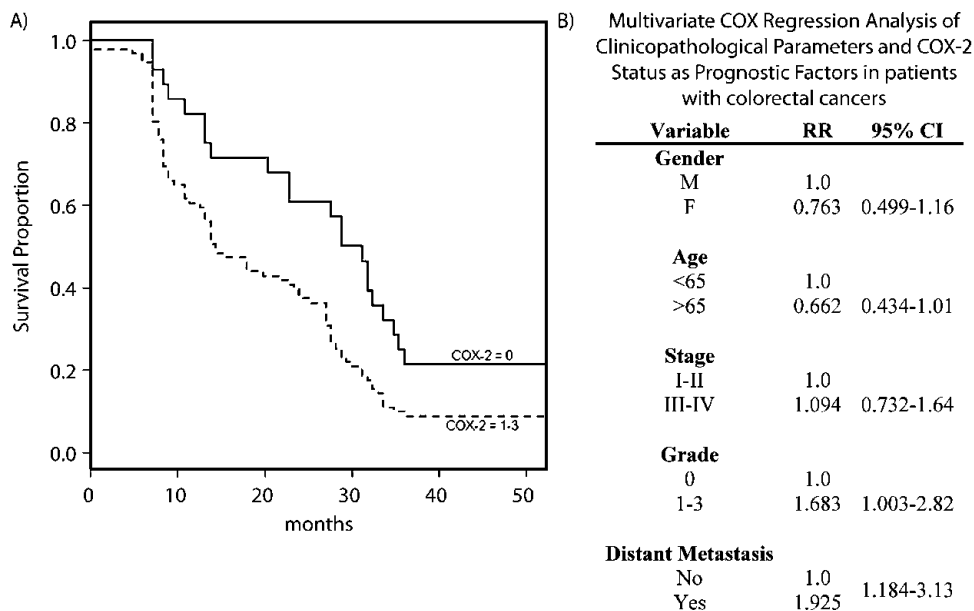 A)
1.0
0.8
0.6
0.4
0.2
0.0
Survival Proportion
COX-2 = 0
COX-2 = 1-3
0 10 20 30 40 50
months
B)
Multivariate COX Regression Analysis of
Clinicopathological Parameters and COX-2
Status as Prognostic Factors in patients
with colorectal cancers
Variable RR 95% CI
Gender
M 1.0
F 0.763 0.499-1.16
Age
<65 1.0
>65 0.662 0.434-1.01
Stage
I-II 1.0
III-IV 1.094 0.732-1.64
Grade
0 1.0
1-3 1.683 1.003-2.82
Distant Metastasis
No 1.0
1.184-3.13
Yes 1.925